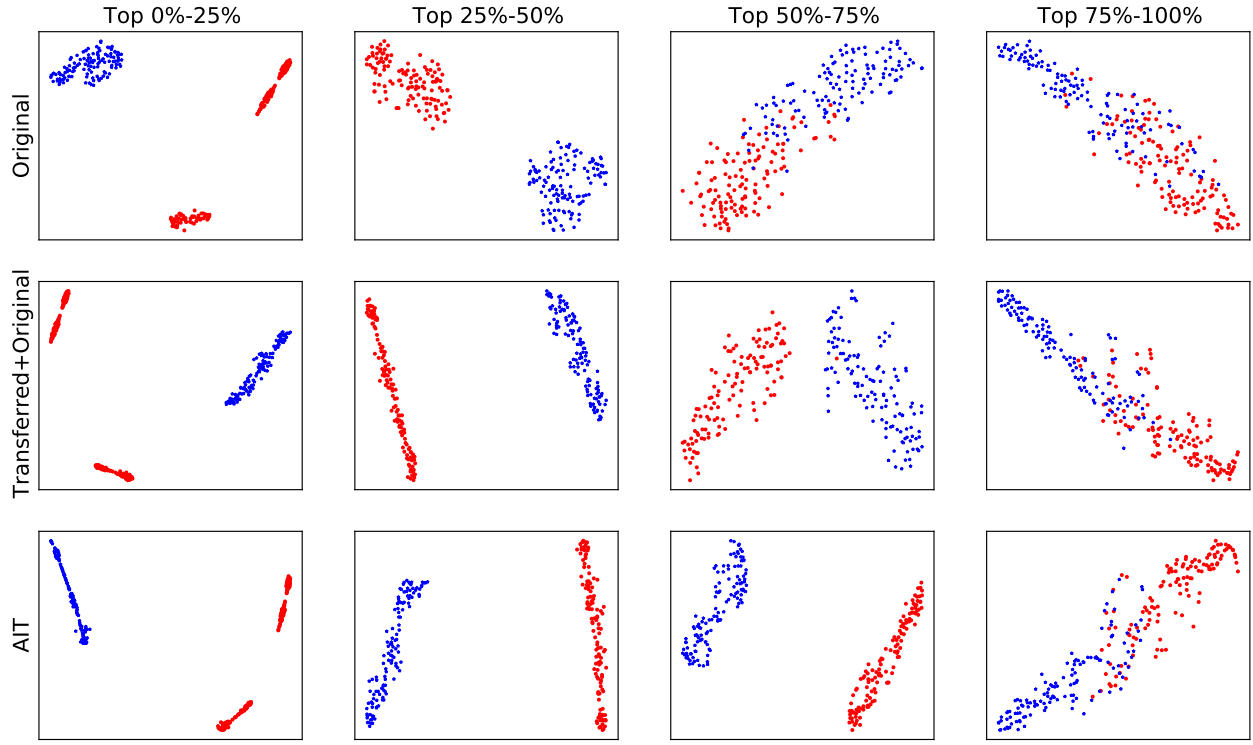 Top 0%-25%
Top 25%-50%
Top 50%-75%
Top 75%-100%
Original
Transferred+Original
AIT